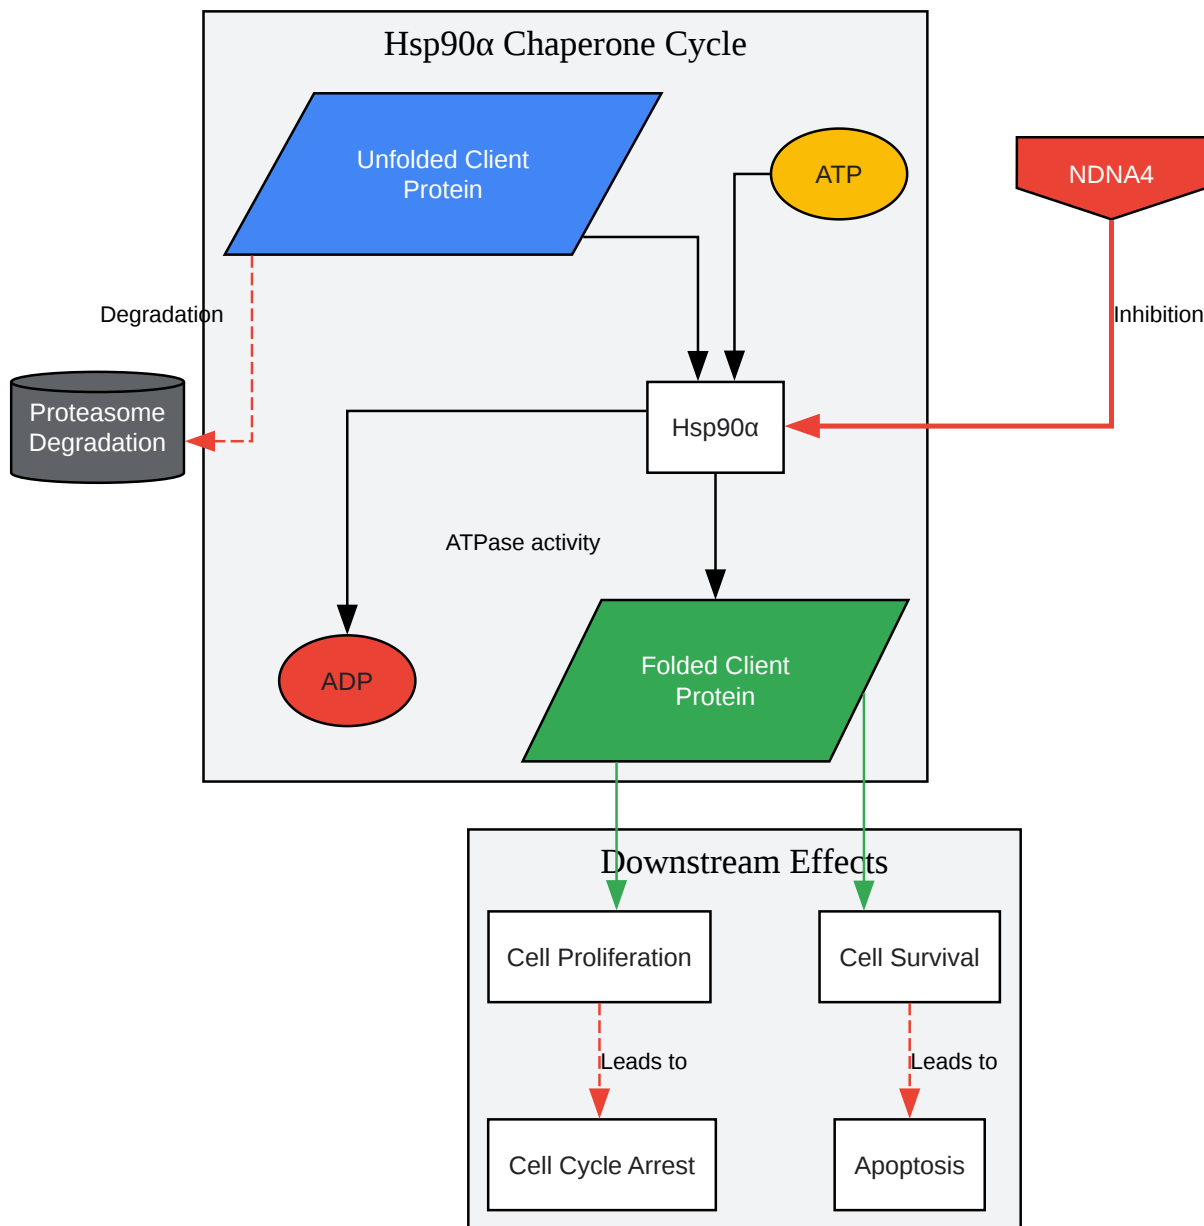 Hsp90α Chaperone Cycle
Unfolded Client
Protein
ATP
NDNA4
Degradation
Inhibition
Proteasome
Degradation
Hsp90α
ATPase activity
Folded Client
Protein
ADP
Downstream Effects
Cell Proliferation
Cell Survival
Leads to
Leads to
Cell Cycle Arrest
Apoptosis